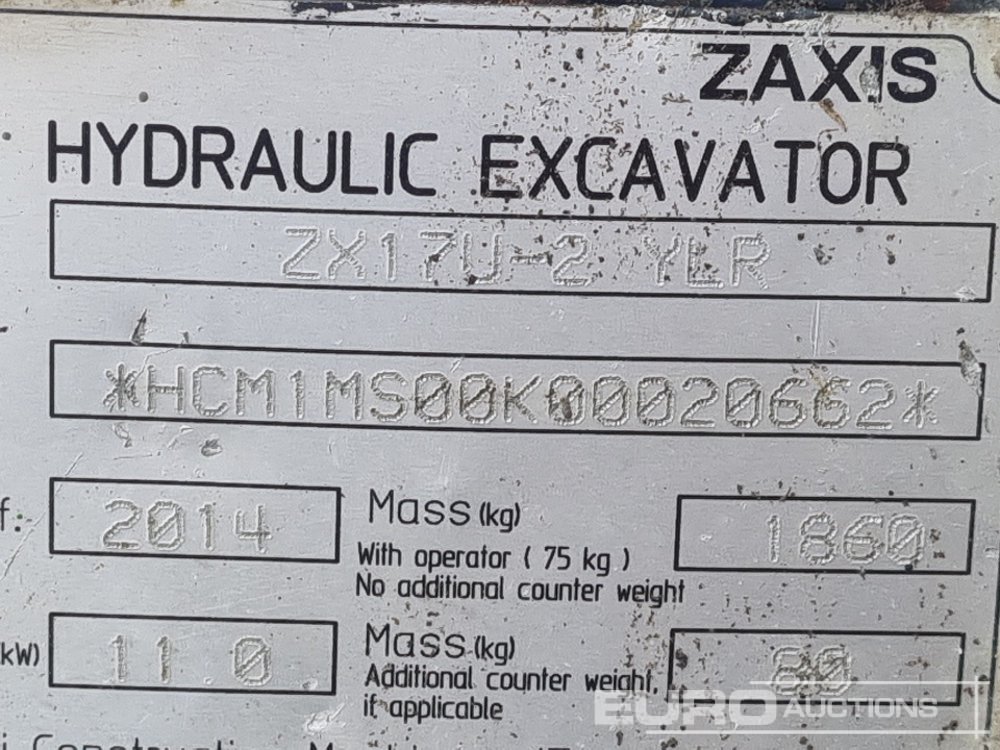 ZAXIS
HYDRAULIC EXCAVATOR
ZX17U-2 YLR
*HCM1MS00K00020662*
f.: 2014 Mass (kg) 1860
With operator ( 75 kg )
No additional counter weight
kW) 11 0 Mass (kg) 80
Additional counter weight,
if applicable
EURO AUCTIONS